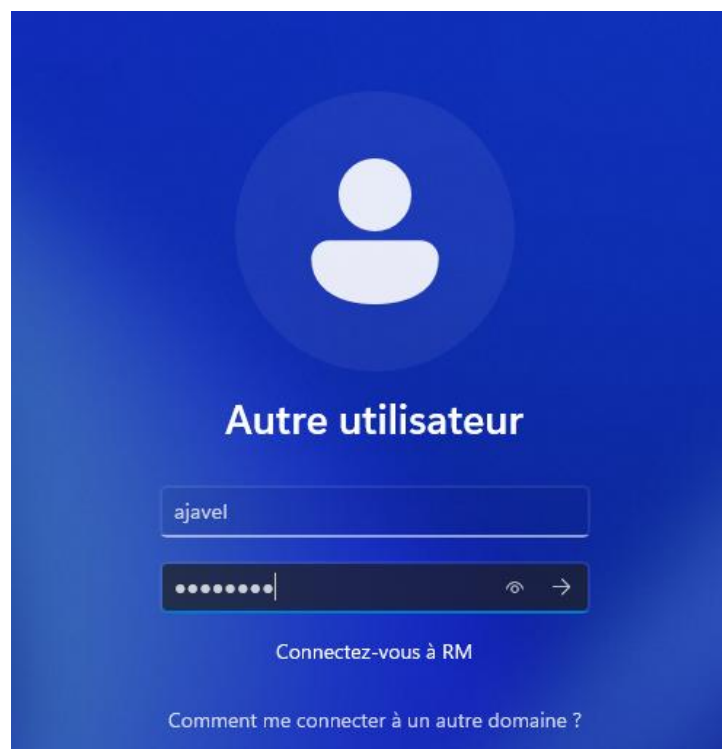 Autre utilisateur
ajavel
••••••••
Connectez-vous à RM
Comment me connecter à un autre domaine ?